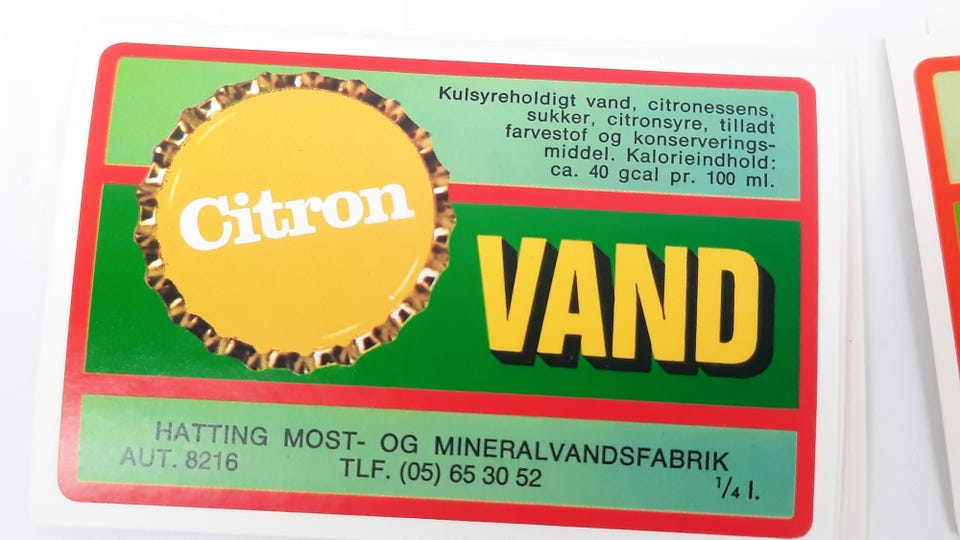 Kulsyreholdigt vand, citronessens,
sukker, citronsyre, tilladt
farvestof og konserverings-
middel. Kalorieindhold:
ca. 40 gcal pr. 100 ml.
Citron
VAND
HATTING MOST- OG MINERALVANDSFABRIK
AUT. 8216 TLF. (05) 65 30 52 1/4 l.